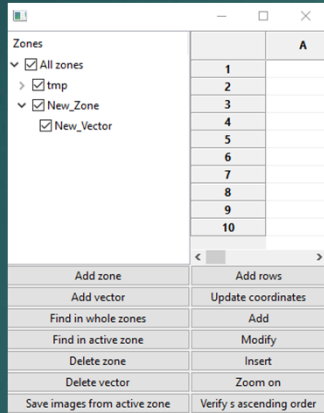 Zones
All zones
tmp
New_Zone
New_Vector
A
1
2
3
4
5
6
7
8
9
10
Add zone
Add rows
Add vector
Update coordinates
Find in whole zones
Add
Find in active zone
Modify
Delete zone
Insert
Delete vector
Zoom on
Save images from active zone
Verify s ascending order